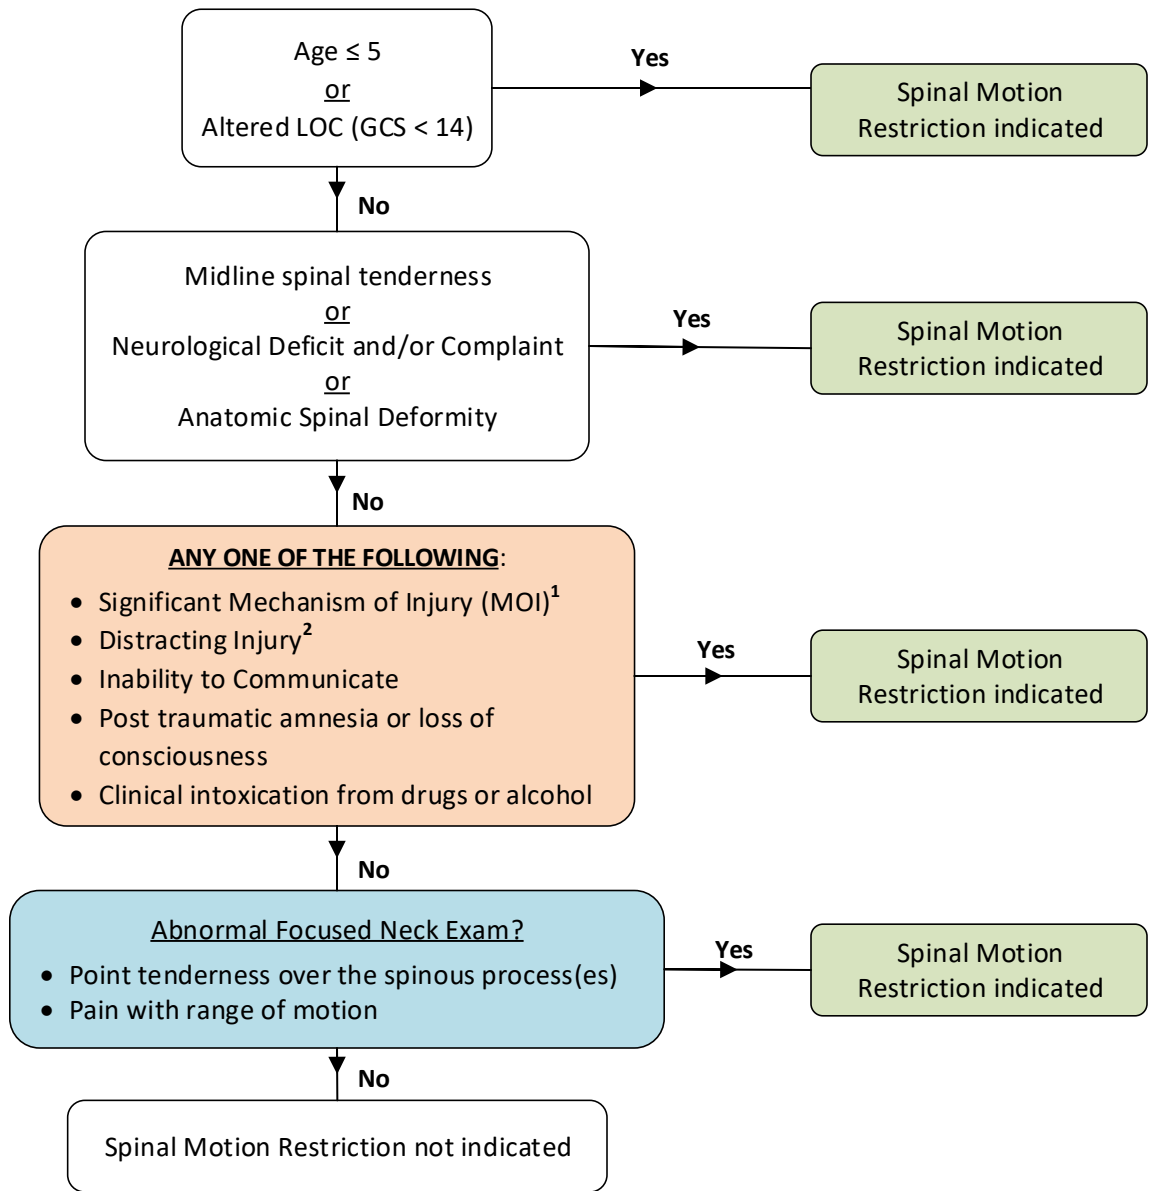 Age ≤ 5
or
Altered LOC (GCS < 14)
Yes
Spinal Motion
Restriction indicated
No
Midline spinal tenderness
or
Neurological Deficit and/or Complaint
or
Anatomic Spinal Deformity
Yes
Spinal Motion
Restriction indicated
No
ANY ONE OF THE FOLLOWING:
• Significant Mechanism of Injury (MOI)¹
• Distracting Injury²
• Inability to Communicate
• Post traumatic amnesia or loss of
consciousness
• Clinical intoxication from drugs or alcohol
Yes
Spinal Motion
Restriction indicated
No
Abnormal Focused Neck Exam?
• Point tenderness over the spinous process(es)
• Pain with range of motion
Yes
Spinal Motion
Restriction indicated
No
Spinal Motion Restriction not indicated